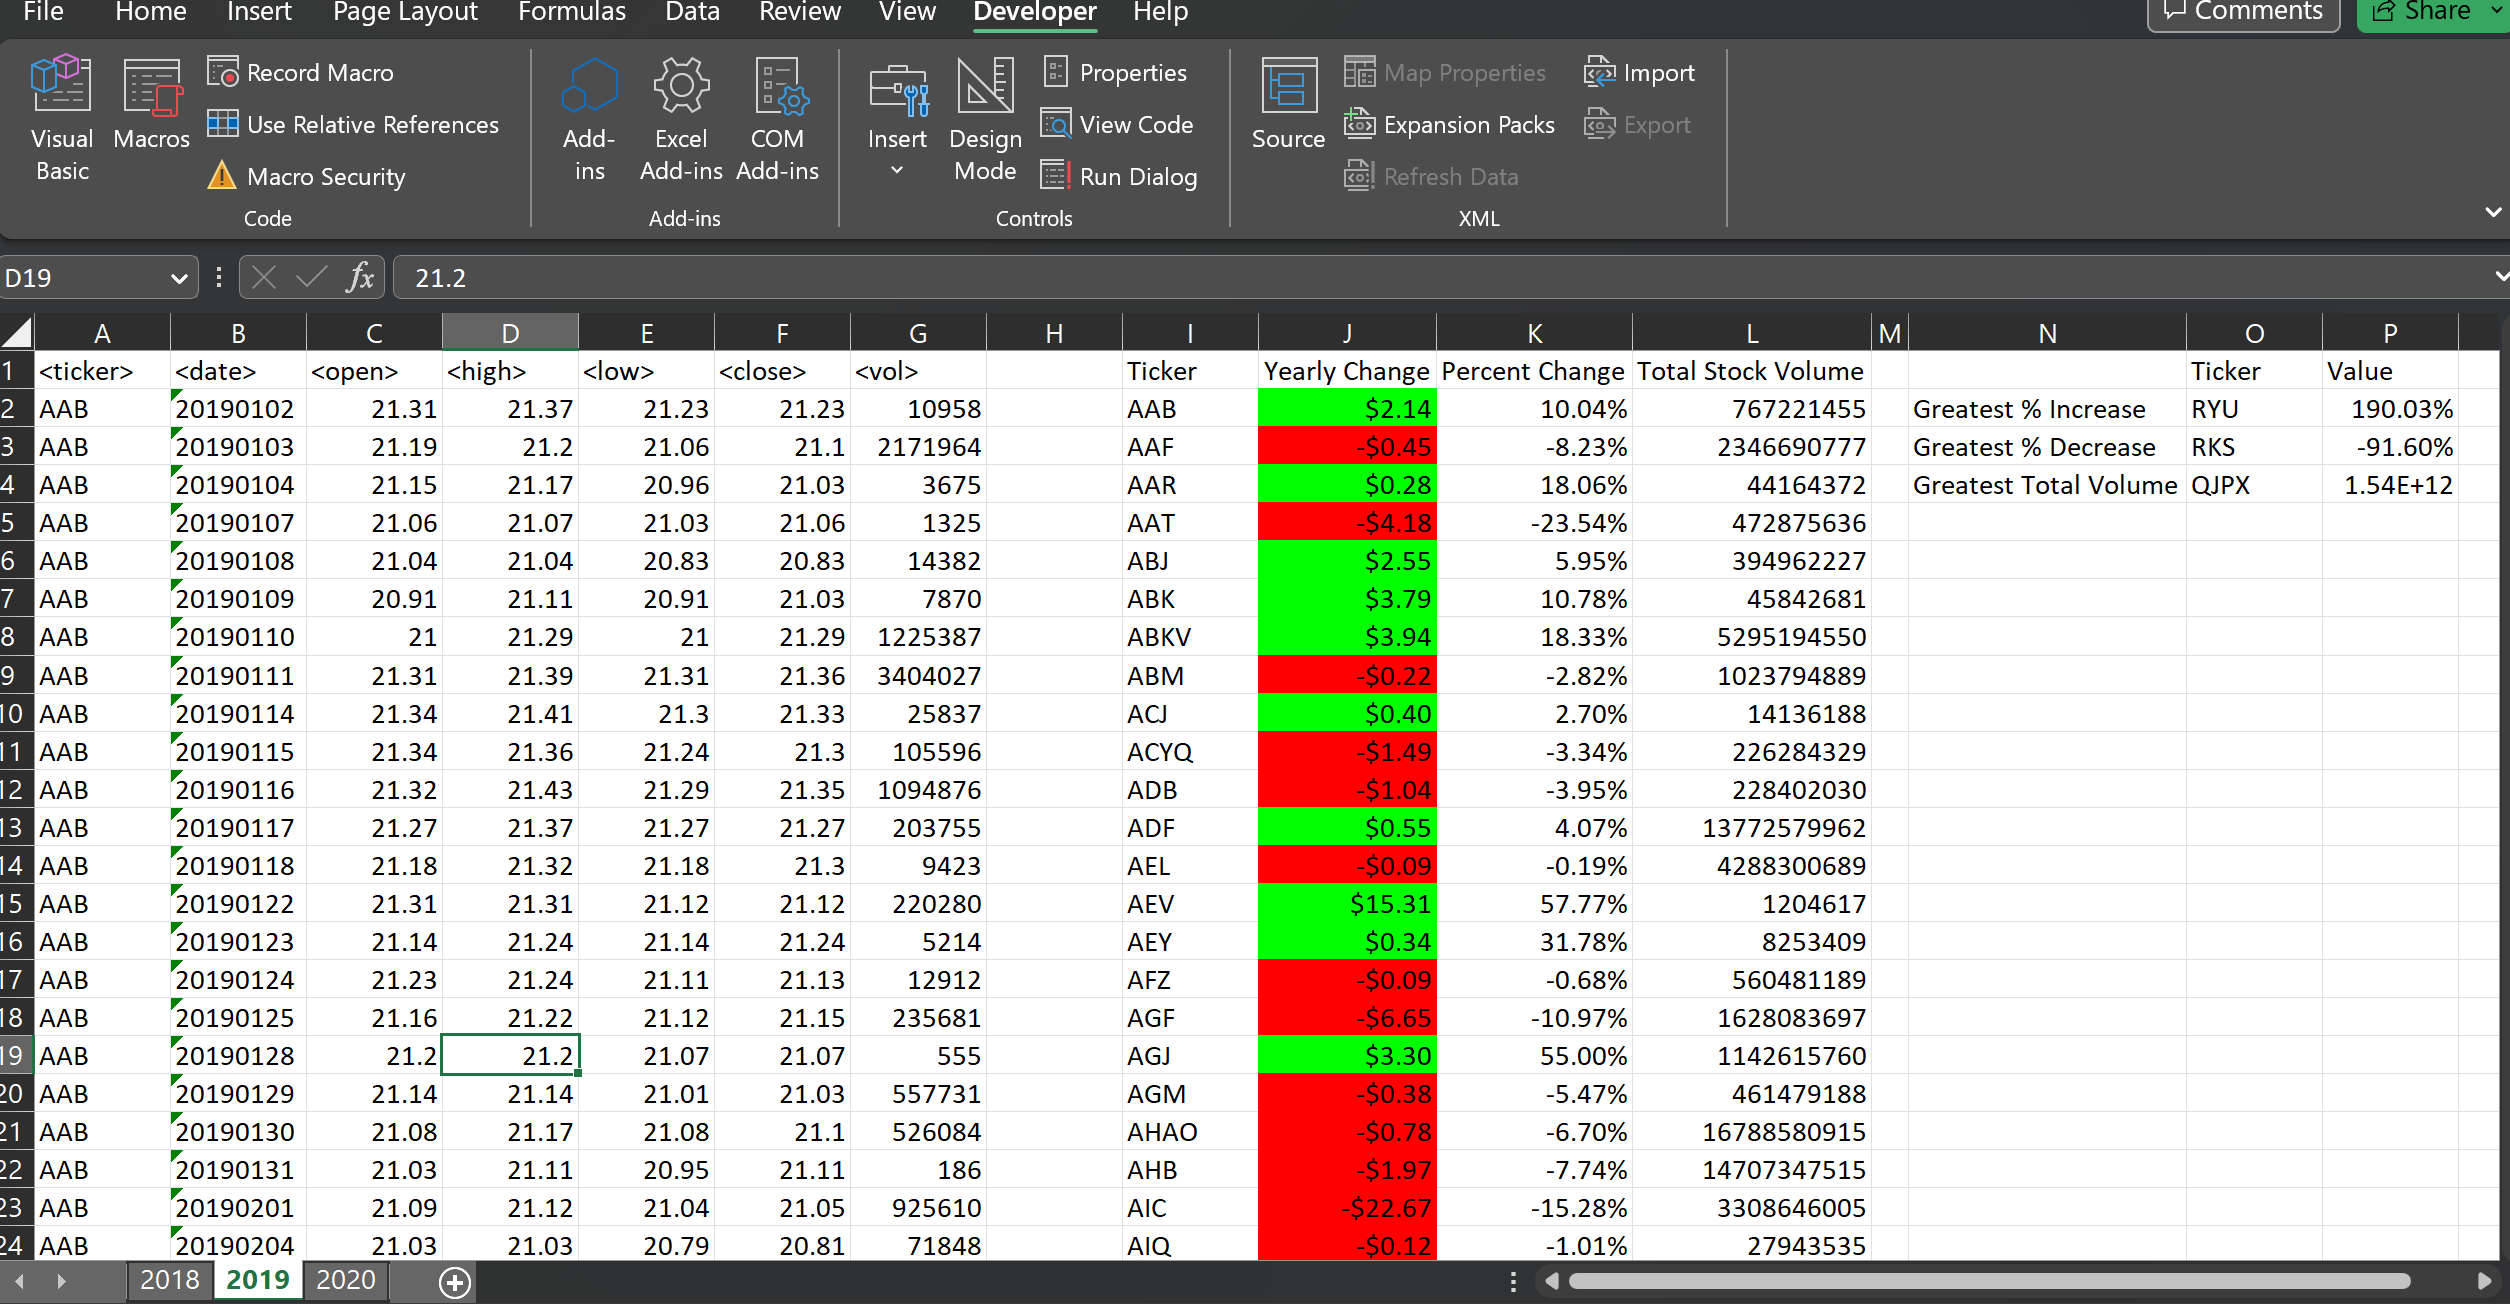 File Home Insert Page Layout Formulas Data Review View Developer Help Comments Share
Visual Basic Macros Record Macro Use Relative References Macro Security Code
Add-ins Excel Add-ins COM Add-ins Add-ins
Insert Design Mode Properties View Code Run Dialog Controls
Source Map Properties Expansion Packs Refresh Data Import Export XML
D19 fx 21.2
A B C D E F G H I J K L M N O P
1 <ticker> <date> <open> <high> <low> <close> <vol> Ticker Yearly Change Percent Change Total Stock Volume Ticker Value
2 AAB 20190102 21.31 21.37 21.23 21.23 10958 AAB $2.14 10.04% 767221455 Greatest % Increase RYU 190.03%
3 AAB 20190103 21.19 21.2 21.06 21.1 2171964 AAF -$0.45 -8.23% 2346690777 Greatest % Decrease RKS -91.60%
4 AAB 20190104 21.15 21.17 20.96 21.03 3675 AAR $0.28 18.06% 44164372 Greatest Total Volume QJPX 1.54E+12
5 AAB 20190107 21.06 21.07 21.03 21.06 1325 AAT -$4.18 -23.54% 472875636
6 AAB 20190108 21.04 21.04 20.83 20.83 14382 ABJ $2.55 5.95% 394962227
7 AAB 20190109 20.91 21.11 20.91 21.03 7870 ABK $3.79 10.78% 45842681
8 AAB 20190110 21 21.29 21 21.29 1225387 ABKV $3.94 18.33% 5295194550
9 AAB 20190111 21.31 21.39 21.31 21.36 3404027 ABM -$0.22 -2.82% 1023794889
10 AAB 20190114 21.34 21.41 21.3 21.33 25837 ACJ $0.40 2.70% 14136188
11 AAB 20190115 21.34 21.36 21.24 21.3 105596 ACYQ -$1.49 -3.34% 226284329
12 AAB 20190116 21.32 21.43 21.29 21.35 1094876 ADB -$1.04 -3.95% 228402030
13 AAB 20190117 21.27 21.37 21.27 21.27 203755 ADF $0.55 4.07% 13772579962
14 AAB 20190118 21.18 21.32 21.18 21.3 9423 AEL -$0.09 -0.19% 4288300689
15 AAB 20190122 21.31 21.31 21.12 21.12 220280 AEV $15.31 57.77% 1204617
16 AAB 20190123 21.14 21.24 21.14 21.24 5214 AEY $0.34 31.78% 8253409
17 AAB 20190124 21.23 21.24 21.11 21.13 12912 AFZ -$0.09 -0.68% 560481189
18 AAB 20190125 21.16 21.22 21.12 21.15 235681 AGF -$6.65 -10.97% 1628083697
19 AAB 20190128 21.2 21.2 21.07 21.07 555 AGJ $3.30 55.00% 1142615760
20 AAB 20190129 21.14 21.14 21.01 21.03 557731 AGM -$0.38 -5.47% 461479188
21 AAB 20190130 21.08 21.17 21.08 21.1 526084 AHAO -$0.78 -6.70% 16788580915
22 AAB 20190131 21.03 21.11 20.95 21.11 186 AHB -$1.97 -7.74% 14707347515
23 AAB 20190201 21.09 21.12 21.04 21.05 925610 AIC -$22.67 -15.28% 3308646005
24 AAB 20190204 21.03 21.03 20.79 20.81 71848 AIQ -$0.12 -1.01% 27943535
2018 2019 2020